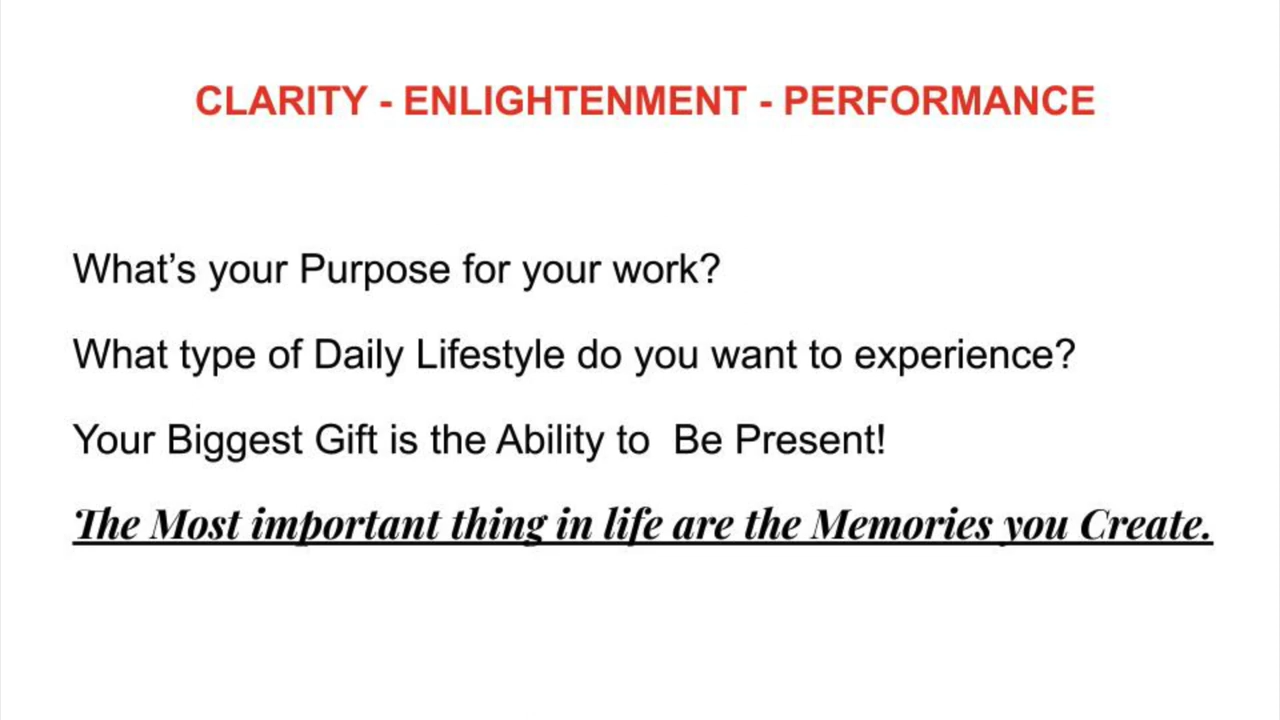 CLARITY - ENLIGHTENMENT - PERFORMANCE
What’s your Purpose for your work?
What type of Daily Lifestyle do you want to experience?
Your Biggest Gift is the Ability to  Be Present!
The Most important thing in life are the Memories you Create.